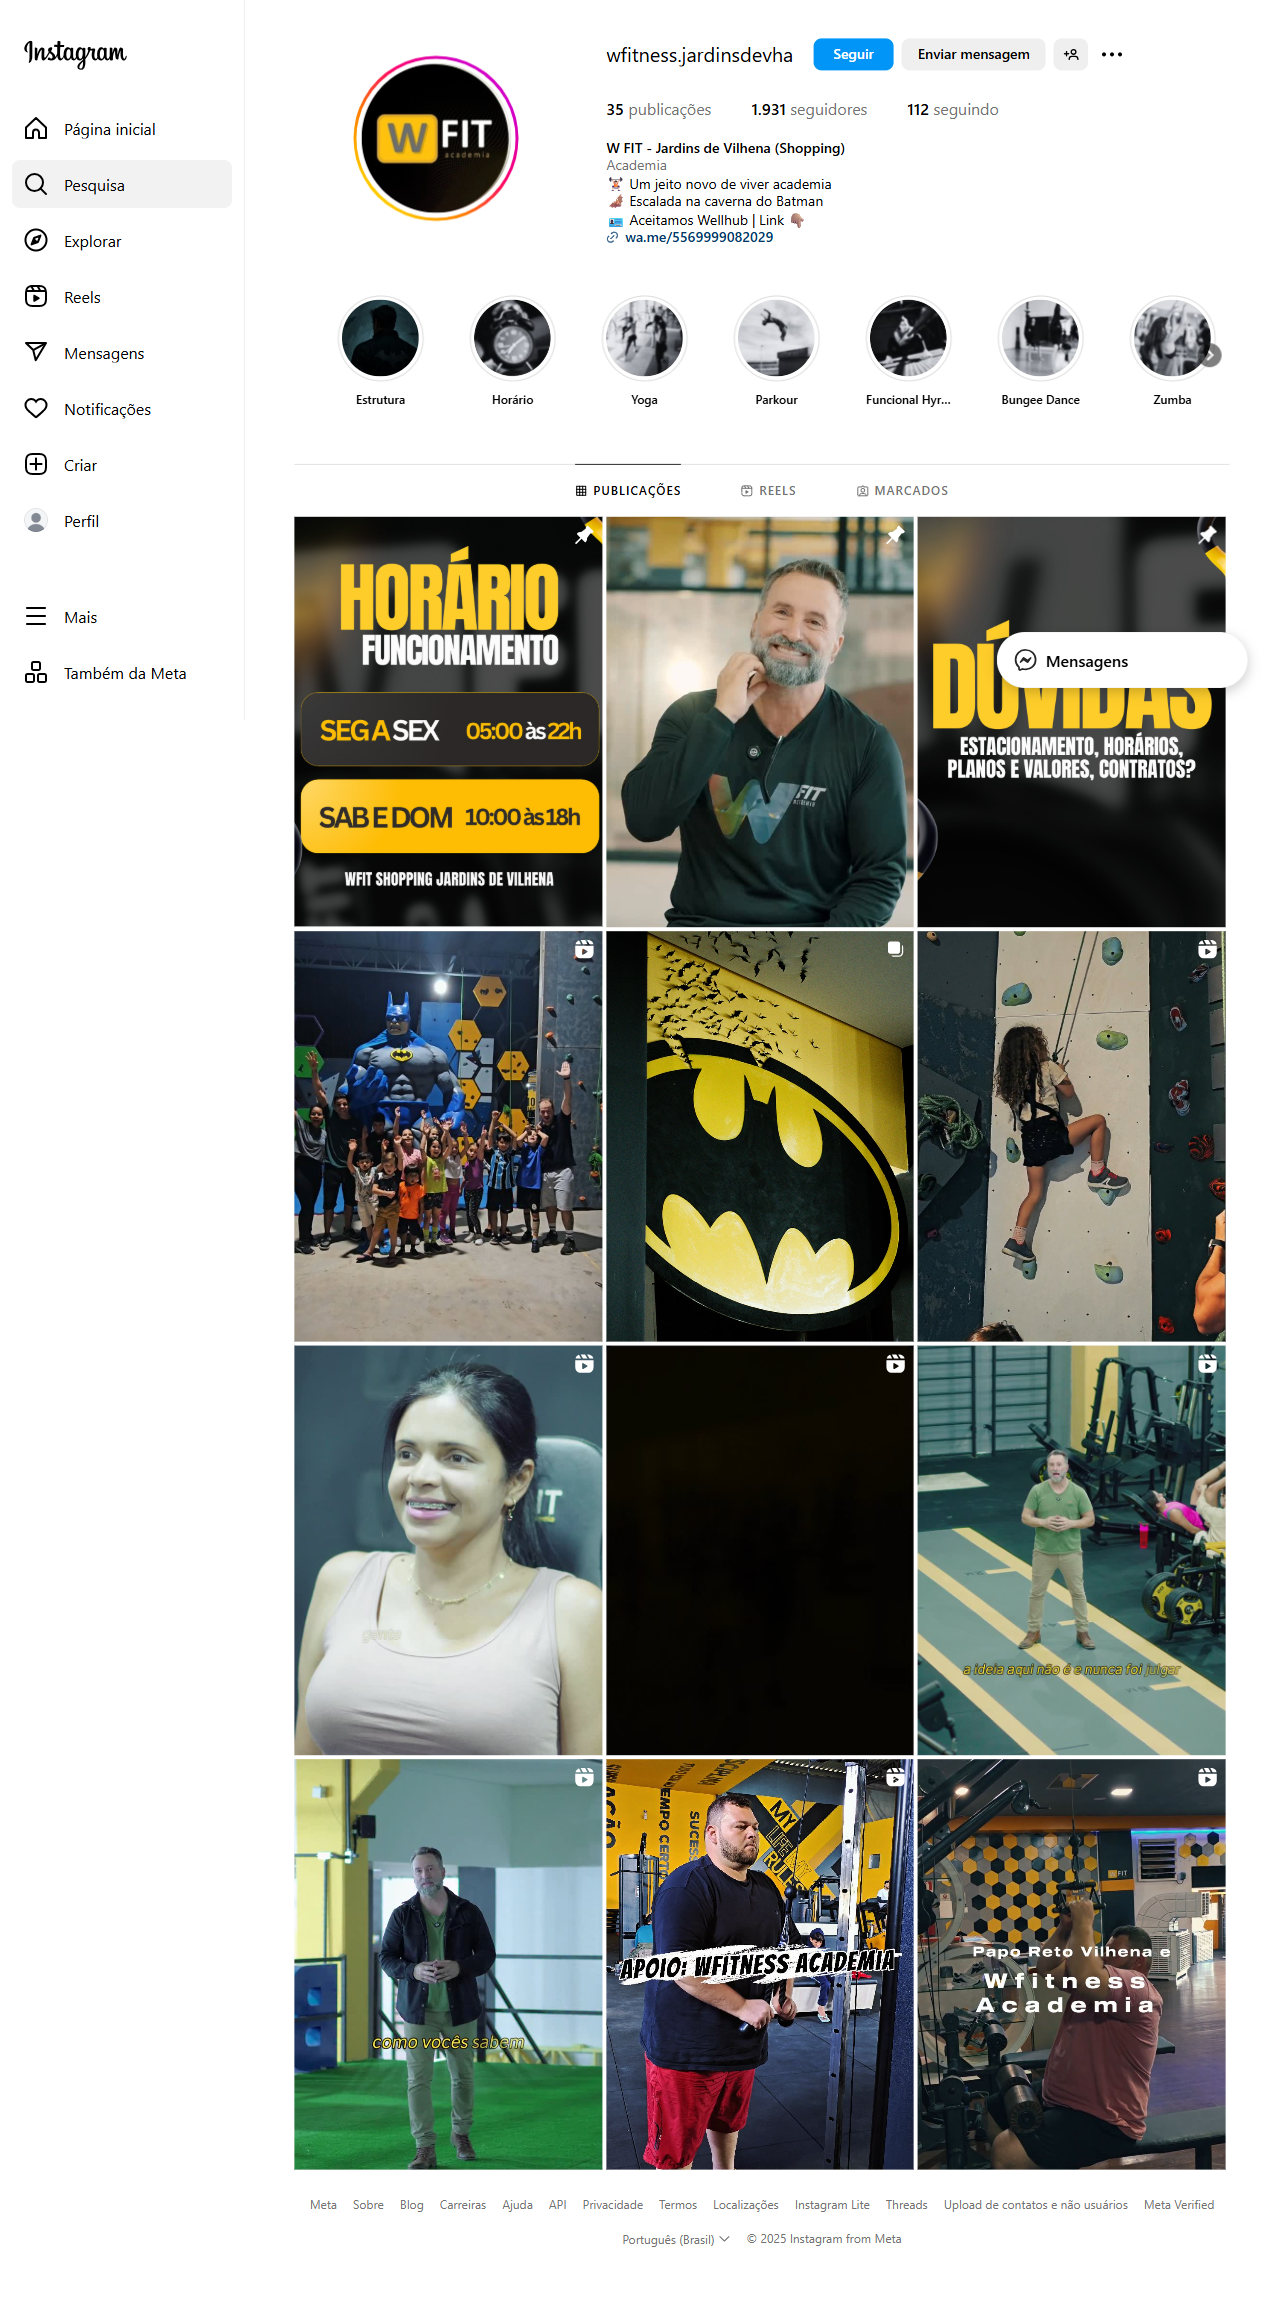 Instagram
Página inicial
Pesquisa
Explorar
Reels
Mensagens
Notificações
Criar
Perfil
Mais
Também da Meta
W FIT
academia
wfitness.jardinsdevha
Seguir
Enviar mensagem
35 publicações
1.931 seguidores
112 seguindo
W FIT - Jardins de Vilhena (Shopping)
Academia
🏋🏽 Um jeito novo de viver academia
🦇 Escalada na caverna do Batman
🪪 Aceitamos Wellhub | Link 👇🏽
wa.me/5569999082029
Estrutura
Horário
Yoga
Parkour
Funcional Hyr...
Bungee Dance
Zumba
PUBLICAÇÕES
REELS
MARCADOS
HORÁRIO
FUNCIONAMENTO
SEG A SEX 05:00 às 22h
SAB E DOM 10:00 às 18h
WFIT SHOPPING JARDINS DE VILHENA
W FIT
DÚVIDAS
ESTACIONAMENTO, HORÁRIOS,
PLANOS E VALORES, CONTRATOS?
Mensagens
gente
a ideia aqui não é e nunca foi julgar
como vocês sabem
MY
LIFE
RULES
APOIO: WFITNESS ACADEMIA
WFIT
Papo Reto Vilhena e
Wfitness
Academia
Meta
Sobre
Blog
Carreiras
Ajuda
API
Privacidade
Termos
Localizações
Instagram Lite
Threads
Upload de contatos e não usuários
Meta Verified
Português (Brasil)
© 2025 Instagram from Meta